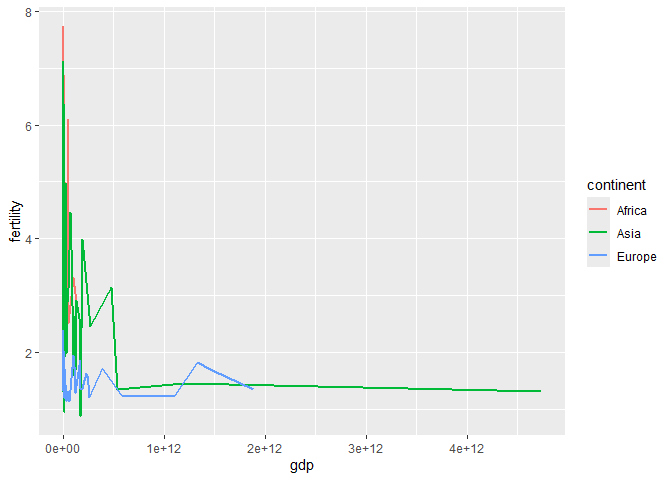 8
6
4
2
fertility
0e+00 1e+12 2e+12 3e+12 4e+12
gdp
continent
Africa
Asia
Europe